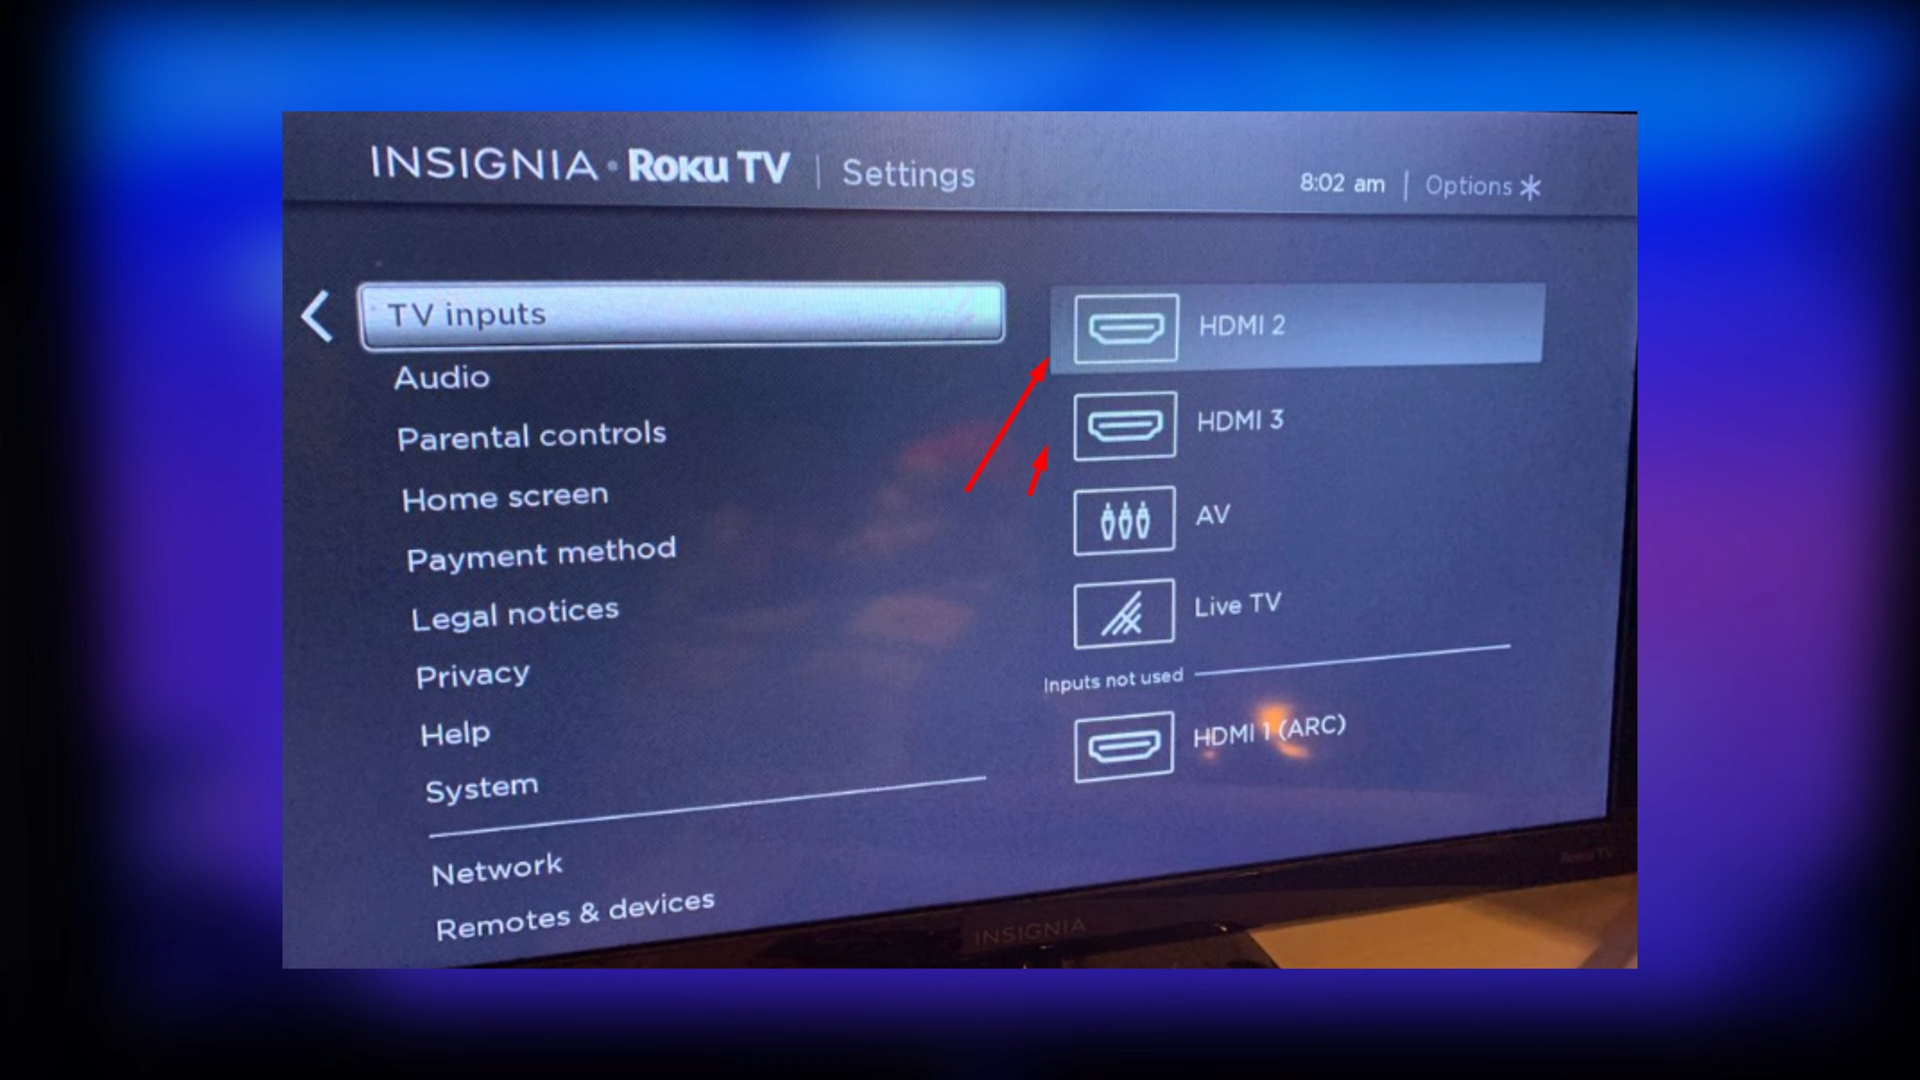 INSIGNIA • Roku TV | Settings
8:02 am | Options *
TV inputs
Audio
Parental controls
Home screen
Payment method
Legal notices
Privacy
Help
System
Network
Remotes & devices
HDMI 2
HDMI 3
AV
Live TV
Inputs not used
HDMI 1 (ARC)
INSIGNIA
Roku TV